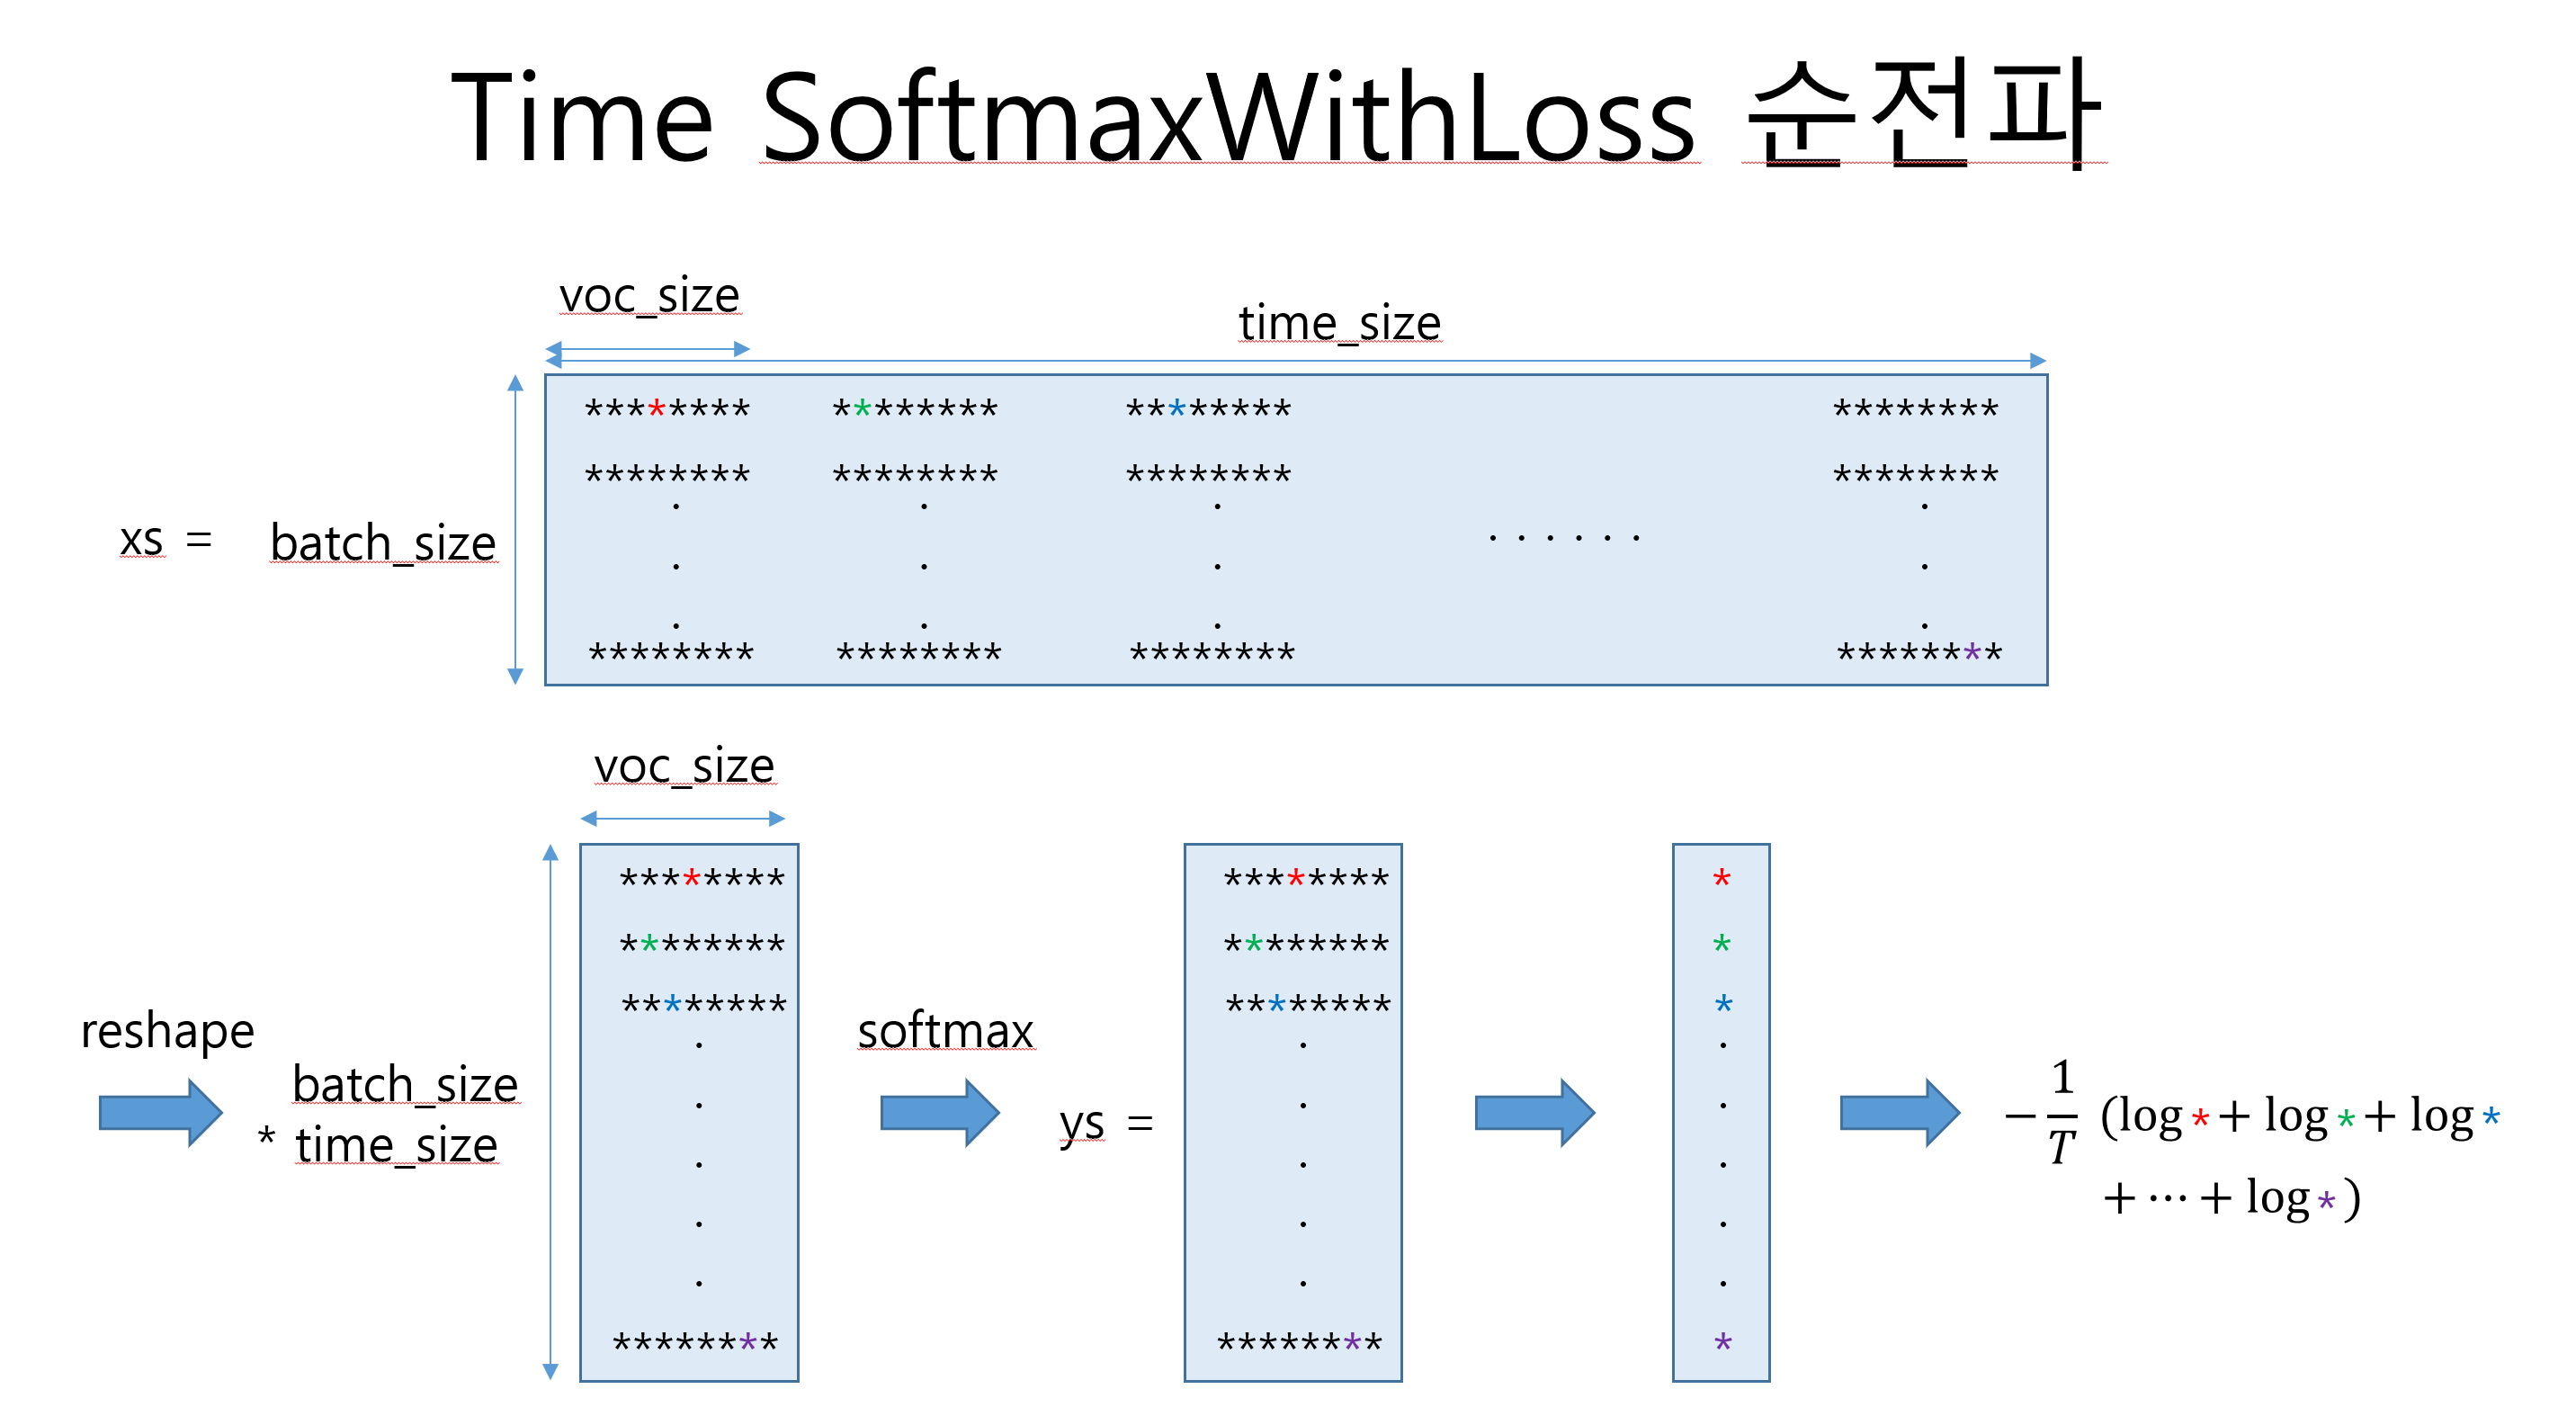 Time SoftmaxWithLoss 순전파
voc_size
time_size
***​*****  ********  ********  ********
********  ********  ********  ********
. . . .
xs = batch_size
. . . . . .
. . . .
. . . .
********  ********  ********  ********
voc_size
********  ********  *
********  ********  *
********  ********  *
. . .
reshape
softmax
batch_size
* time_size
ys =
. . .
. . .
. . .
. . .
********  ********  *
−1/T (log * + log * + log *
+ ⋯ + log * )